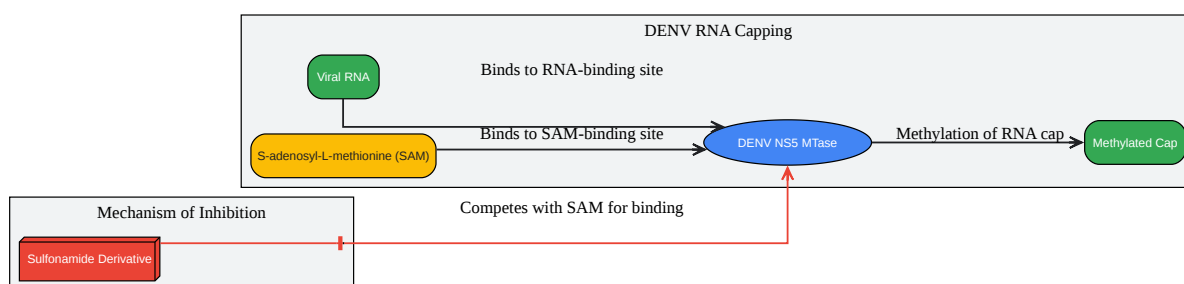 DENV RNA Capping
Viral RNA
Binds to RNA-binding site
S-adenosyl-L-methionine (SAM)
Binds to SAM-binding site
DENV NS5 MTase
Methylation of RNA cap
Methylated Cap
Mechanism of Inhibition
Competes with SAM for binding
Sulfonamide Derivative